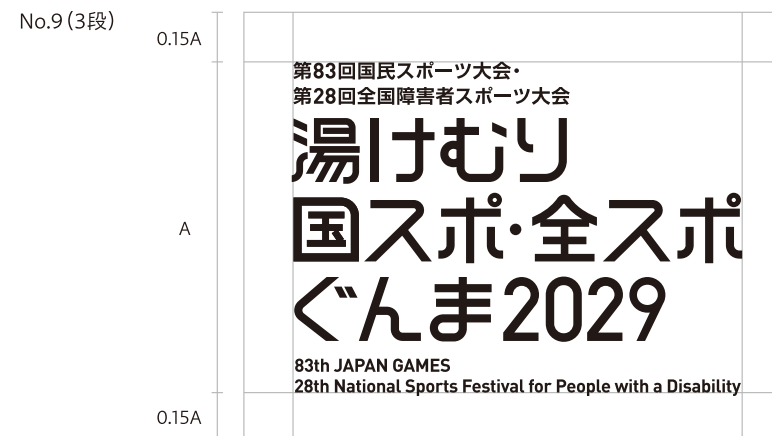 No.9(3段)
0.15A
第83回国民スポーツ大会・
第28回全国障害者スポーツ大会
湯けむり
国スポ・全スポ
A
ぐんま2029
83th JAPAN GAMES
28th National Sports Festival for People with a Disability
0.15A